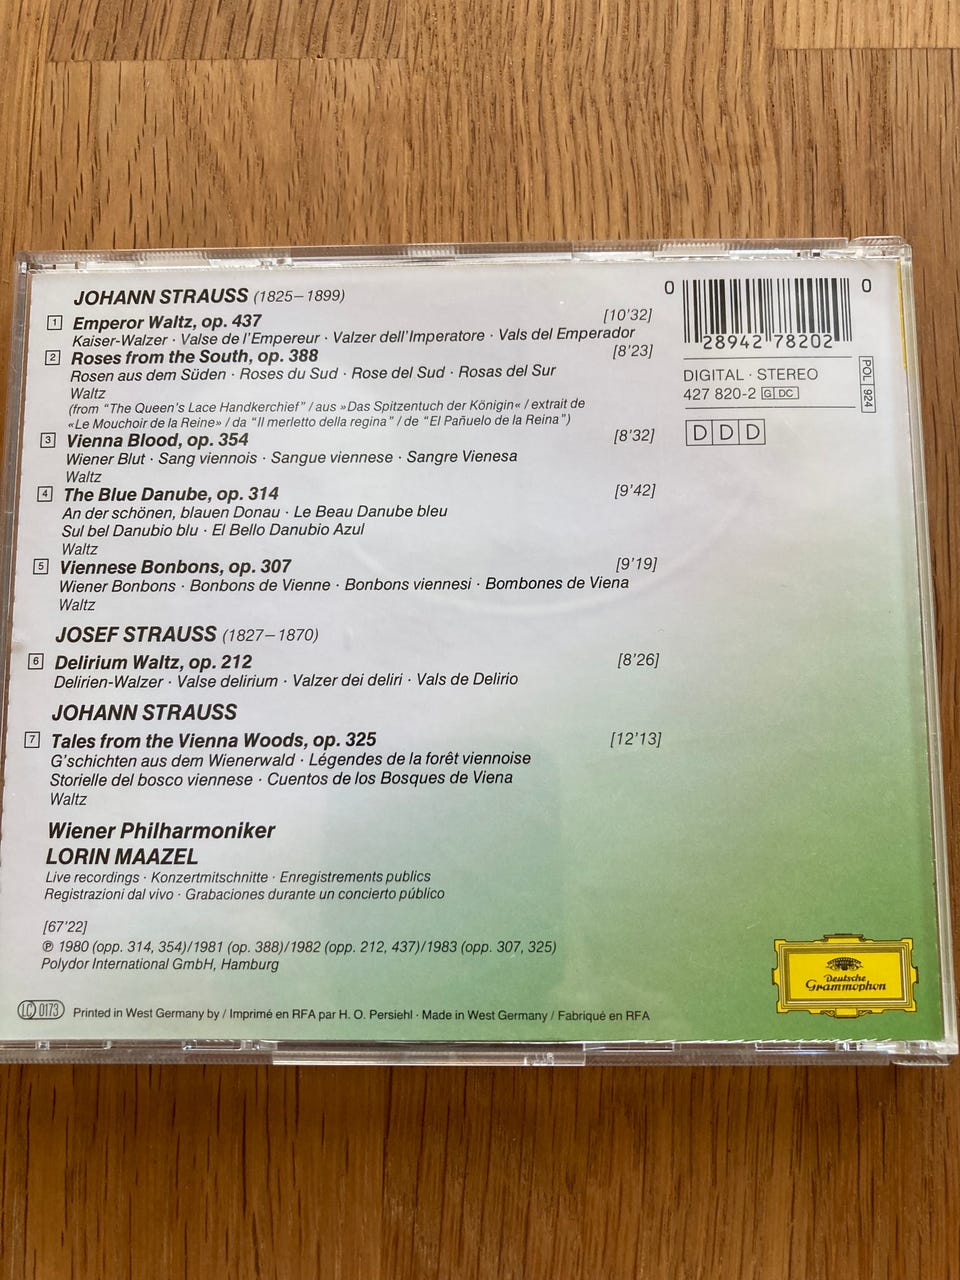 JOHANN STRAUSS (1825–1899)
1 Emperor Waltz, op. 437 [10'32]
Kaiser-Walzer · Valse de l'Empereur · Valzer dell'Imperatore · Vals del Emperador
2 Roses from the South, op. 388 [8'23]
Rosen aus dem Süden · Roses du Sud · Rose del Sud · Rosas del Sur
Waltz
(from "The Queen's Lace Handkerchief" / aus »Das Spitzentuch der Königin« / extrait de
«Le Mouchoir de la Reine» / da "Il merletto della regina" / de "El Pañuelo de la Reina")
3 Vienna Blood, op. 354 [8'32]
Wiener Blut · Sang viennois · Sangue viennese · Sangre Vienesa
Waltz
4 The Blue Danube, op. 314 [9'42]
An der schönen, blauen Donau · Le Beau Danube bleu
Sul bel Danubio blu · El Bello Danubio Azul
Waltz
5 Viennese Bonbons, op. 307 [9'19]
Wiener Bonbons · Bonbons de Vienne · Bonbons viennesi · Bombones de Viena
Waltz
JOSEF STRAUSS (1827–1870)
6 Delirium Waltz, op. 212 [8'26]
Delirien-Walzer · Valse delirium · Valzer dei deliri · Vals de Delirio
JOHANN STRAUSS
7 Tales from the Vienna Woods, op. 325 [12'13]
G'schichten aus dem Wienerwald · Légendes de la forêt viennoise
Storielle del bosco viennese · Cuentos de los Bosques de Viena
Waltz
Wiener Philharmoniker
LORIN MAAZEL
Live recordings · Konzertmitschnitte · Enregistrements publics
Registrazioni dal vivo · Grabaciones durante un concierto público
[67'22]
℗ 1980 (opp. 314, 354)/1981 (op. 388)/1982 (opp. 212, 437)/1983 (opp. 307, 325)
Polydor International GmbH, Hamburg
LC 0173 Printed in West Germany by / Imprimé en RFA par H. O. Persiehl · Made in West Germany / Fabriqué en RFA
0 28942 78202 0
DIGITAL · STEREO
427 820-2 G DC
POL 924
D D D
Deutsche
Grammophon